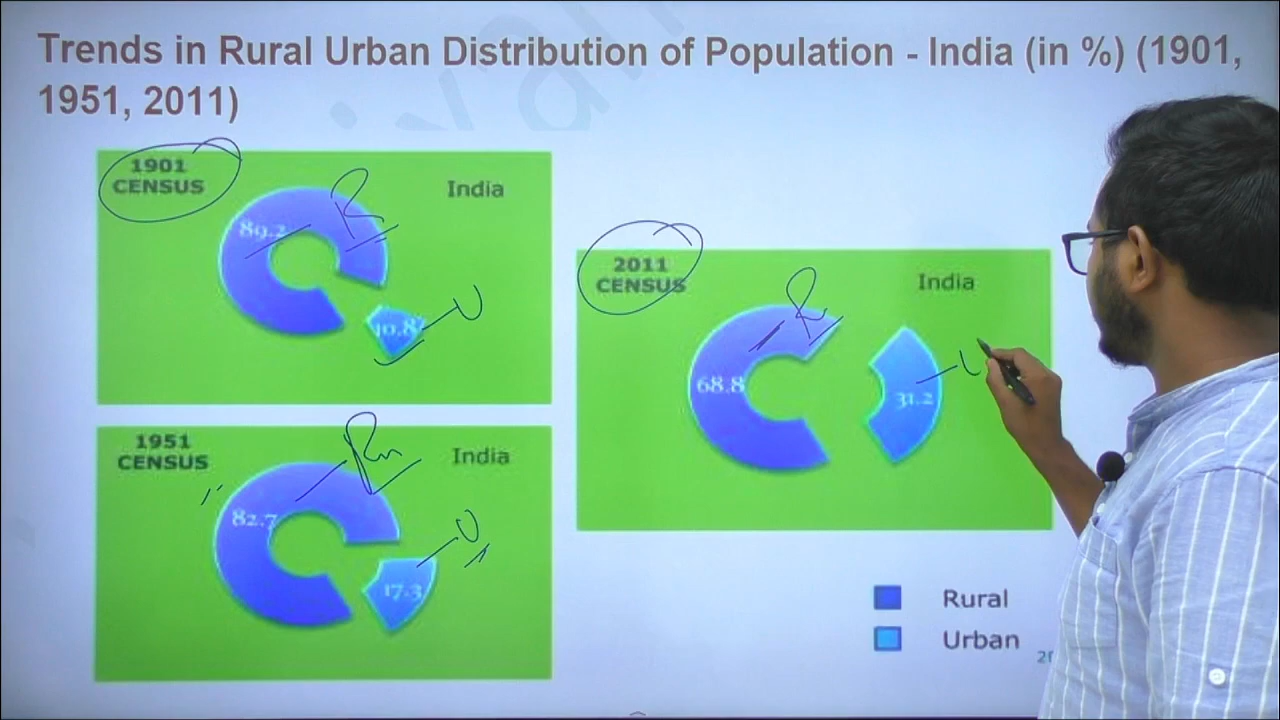 Trends in Rural Urban Distribution of Population - India (in %) (1901,
1951, 2011)
1901
CENSUS
India
89.2
R
10.8
U
1951
CENSUS
India
82.7
Ru
17.3
U
2011
CENSUS
India
68.8
R
31.2
Rural
Urban